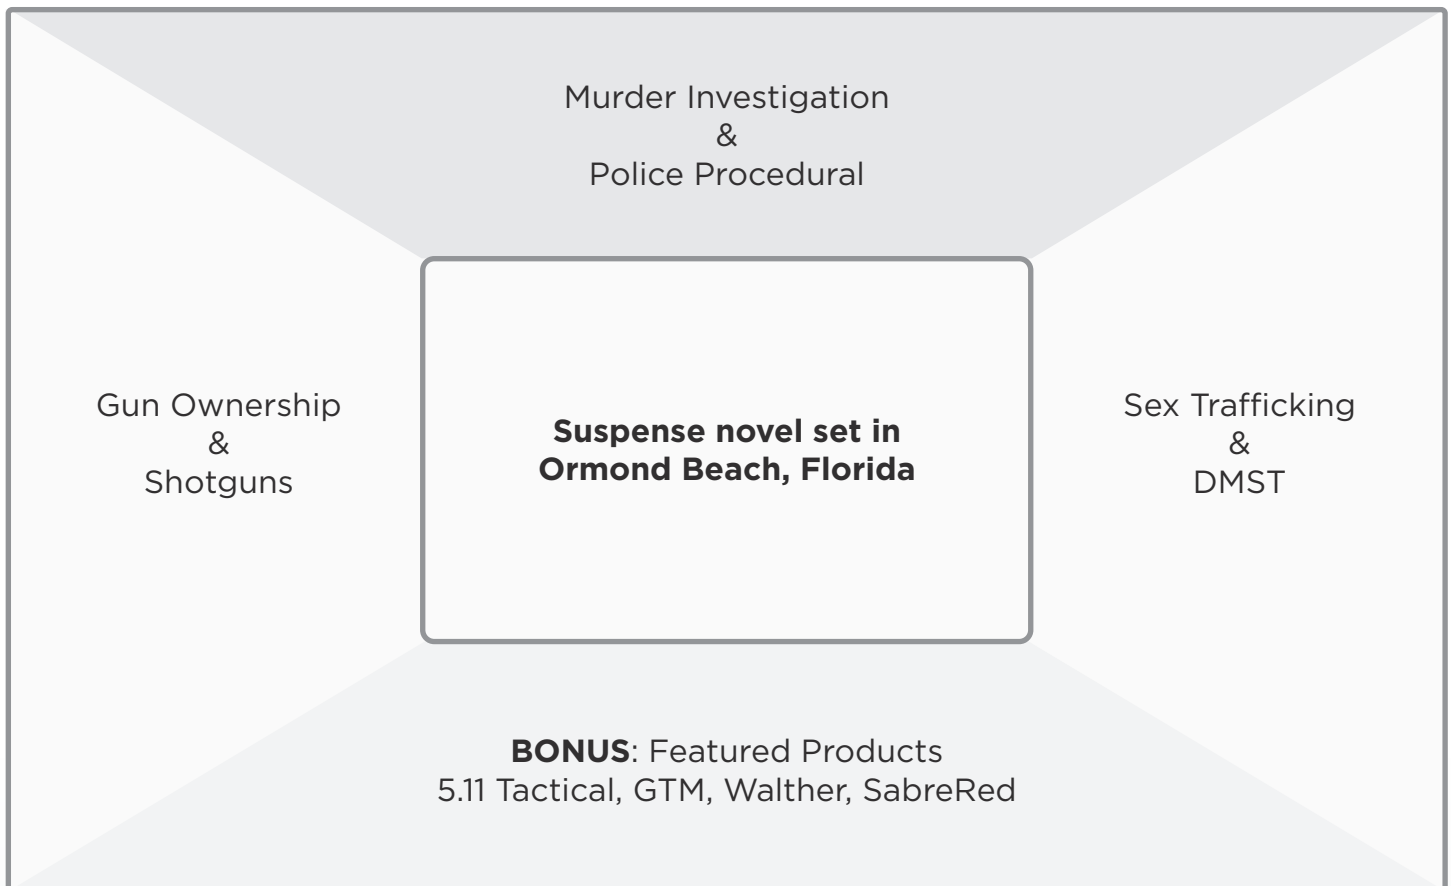 Murder Investigation
&
Police Procedural
Gun Ownership
&
Shotguns
Suspense novel set in
Ormond Beach, Florida
Sex Trafficking
&
DMST
BONUS: Featured Products
5.11 Tactical, GTM, Walther, SabreRed